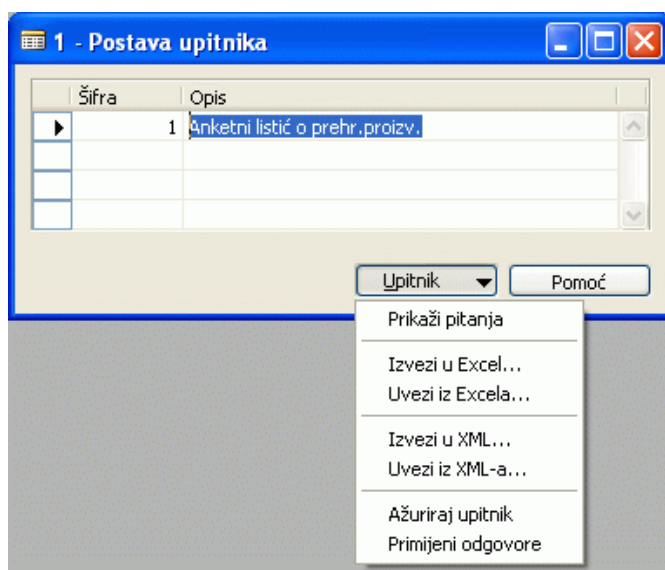 1 - Postava upitnika
Šifra Opis
1 Anketni listić o prehr.proizv.
Upitnik Pomoć
Prikaži pitanja
Izvezi u Excel...
Uvezi iz Excela...
Izvezi u XML...
Uvezi iz XML-a...
Ažuriraj upitnik
Primijeni odgovore